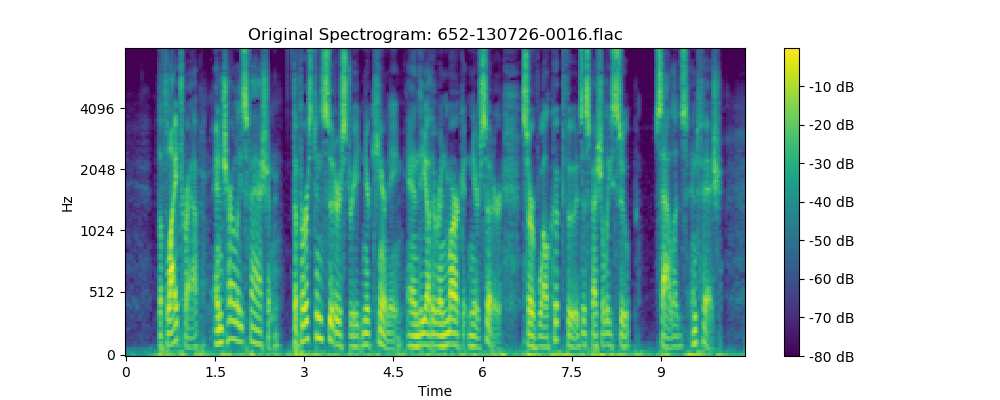 Original Spectrogram: 652-130726-0016.flac
4096
2048
1024
512
0
Hz
0 1.5 3 4.5 6 7.5 9
Time
-10 dB
-20 dB
-30 dB
-40 dB
-50 dB
-60 dB
-70 dB
-80 dB